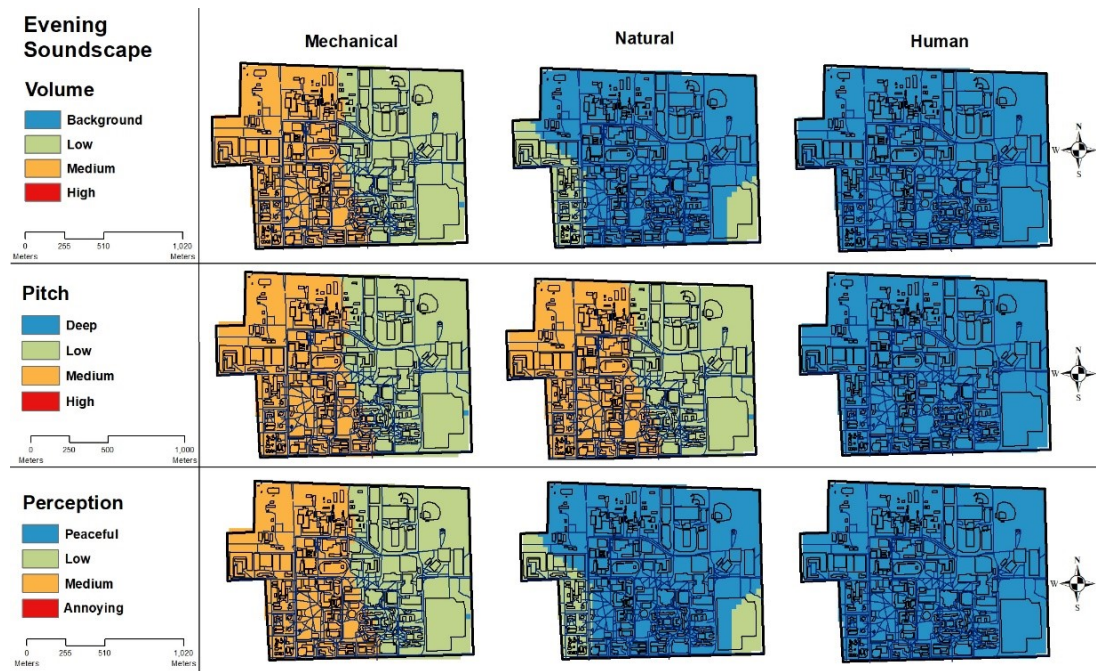 Evening
Soundscape
Mechanical
Natural
Human
Volume
Background
Low
Medium
High
0 255 510 1,020
Meters Meters
N
W
S
Pitch
Deep
Low
Medium
High
0 250 500 1,000
Meters Meters
N
W
S
Perception
Peaceful
Low
Medium
Annoying
0 255 510 1,020
Meters Meters
N
W
S